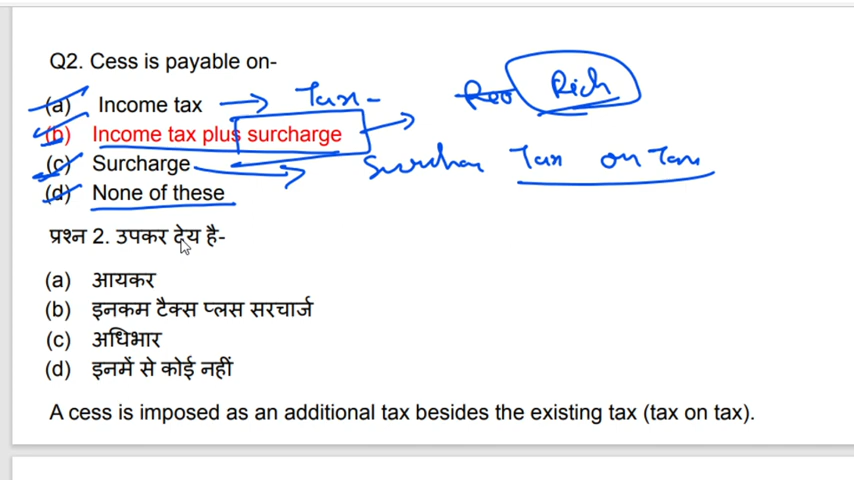 Q2. Cess is payable on-
(a) Income tax → Tax - Rich
(b) Income tax plus surcharge →
(c) Surcharge → Tax on Tax
(d) None of these
प्रश्न 2. उपकर देय है-
(a) आयकर
(b) इनकम टैक्स प्लस सरचार्ज
(c) अधिभार
(d) इनमें से कोई नहीं
A cess is imposed as an additional tax besides the existing tax (tax on tax).